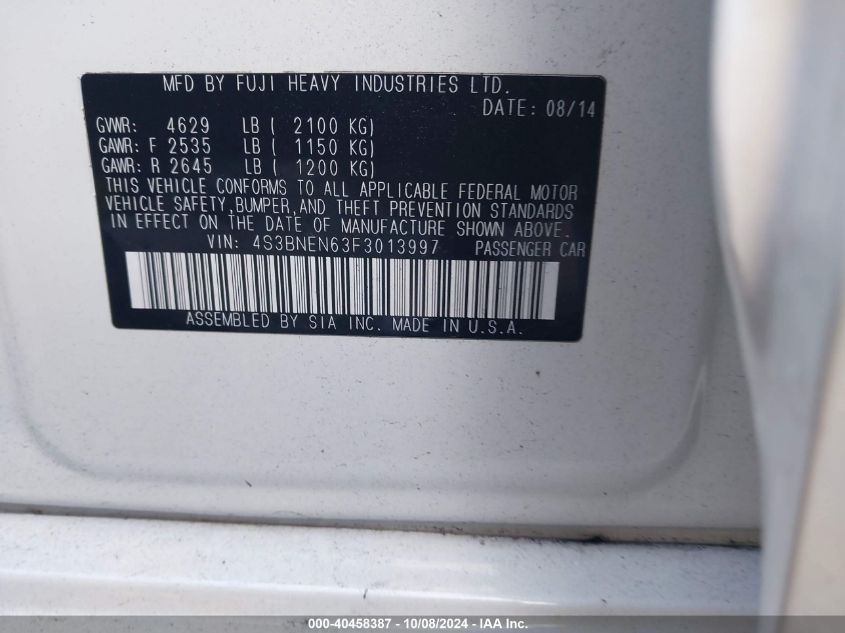 MFD BY FUJI HEAVY INDUSTRIES LTD.
DATE: 08/14
GVWR: 4629 LB ( 2100 KG)
GAWR: F 2535 LB ( 1150 KG)
GAWR: R 2645 LB ( 1200 KG)
THIS VEHICLE CONFORMS TO ALL APPLICABLE FEDERAL MOTOR
VEHICLE SAFETY,BUMPER,AND THEFT PREVENTION STANDARDS
IN EFFECT ON THE DATE OF MANUFACTURE SHOWN ABOVE.
VIN: 4S3BNEN63F3013997 PASSENGER CAR
ASSEMBLED BY SIA INC. MADE IN U.S.A.
000-40458387 - 10/08/2024 - IAA Inc.